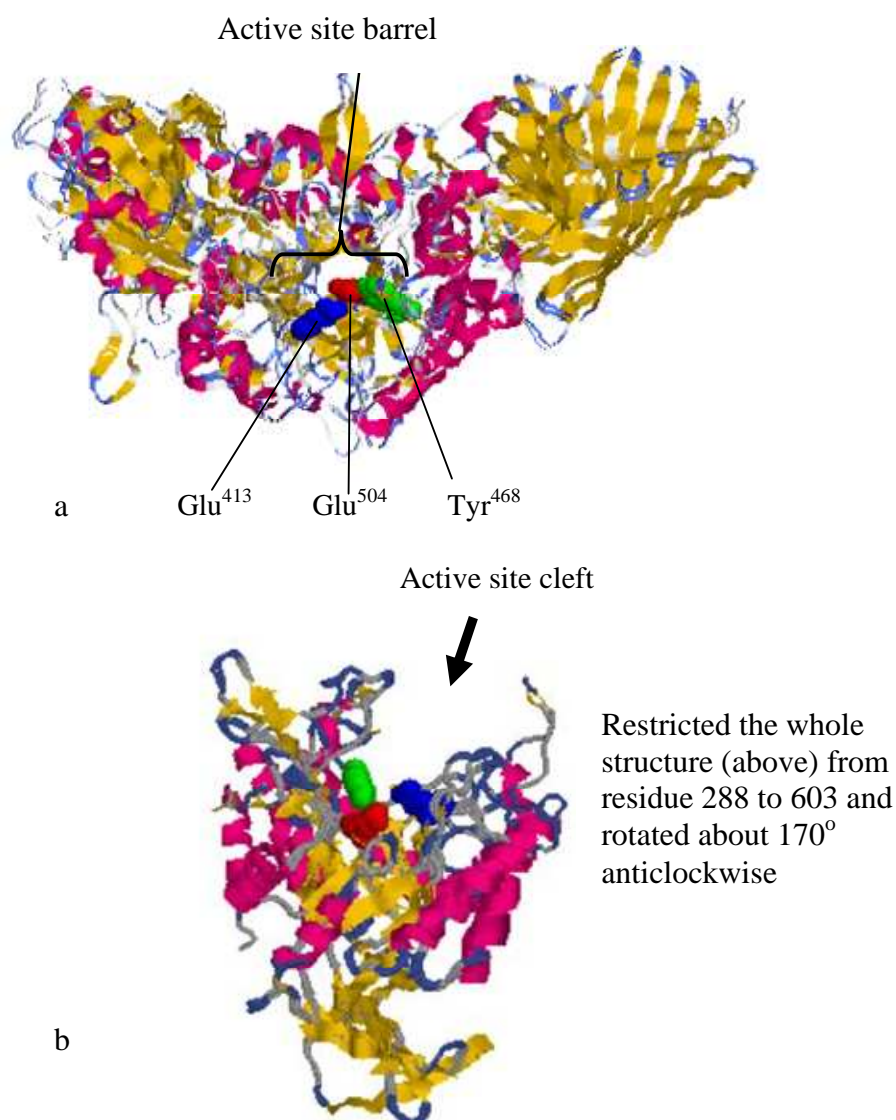 Active site barrel
Glu⁴¹³ Glu⁵⁰⁴ Tyr⁴⁶⁸
a
Active site cleft
Restricted the whole
structure (above) from
residue 288 to 603 and
rotated about 170°
anticlockwise
b